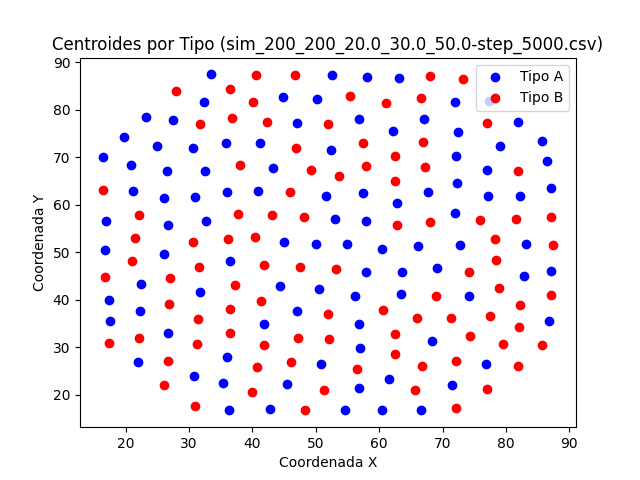 Centroides por Tipo (sim_200_200_20.0_30.0_50.0-step_5000.csv)
Tipo A
Tipo B
90
80
70
60
50
40
30
20
Coordenada Y
20 30 40 50 60 70 80 90
Coordenada X